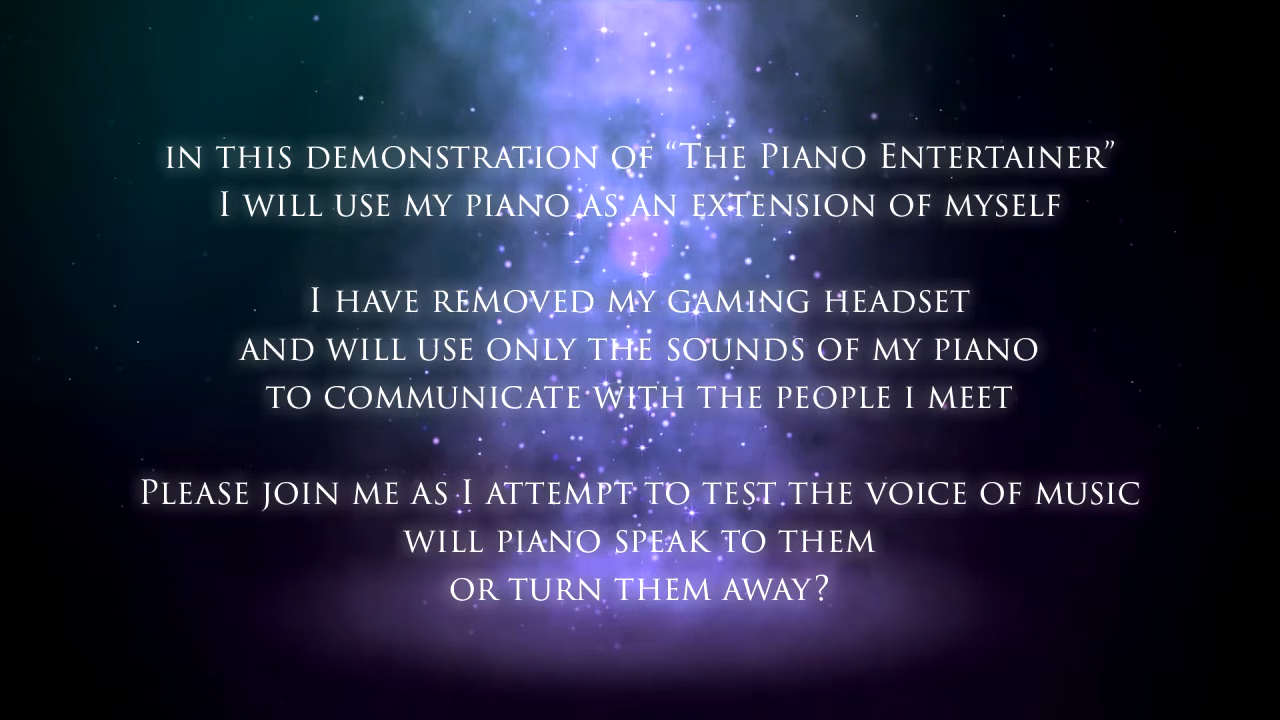 in this demonstration of “The Piano Entertainer”
I will use my piano as an extension of myself
I have removed my gaming headset
and will use only the sounds of my piano
to communicate with the people i meet
Please join me as I attempt to test the voice of music
will piano speak to them
or turn them away?